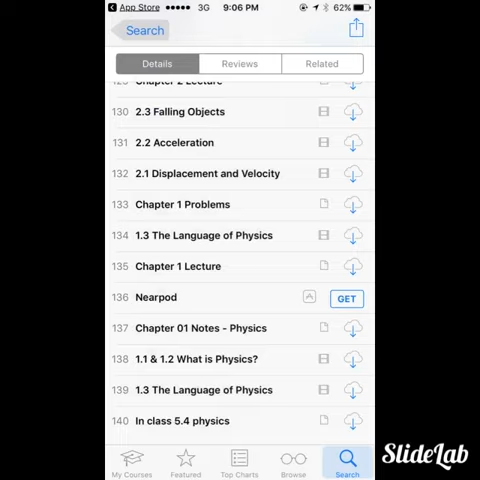 App Store 3G 9:06 PM 62%
Search
Details Reviews Related
Chapter 2 Lecture
130 2.3 Falling Objects
131 2.2 Acceleration
132 2.1 Displacement and Velocity
133 Chapter 1 Problems
134 1.3 The Language of Physics
135 Chapter 1 Lecture
136 Nearpod GET
137 Chapter 01 Notes - Physics
138 1.1 & 1.2 What is Physics?
139 1.3 The Language of Physics
140 In class 5.4 physics
My Courses Featured Top Charts Browse Search
SlideLab